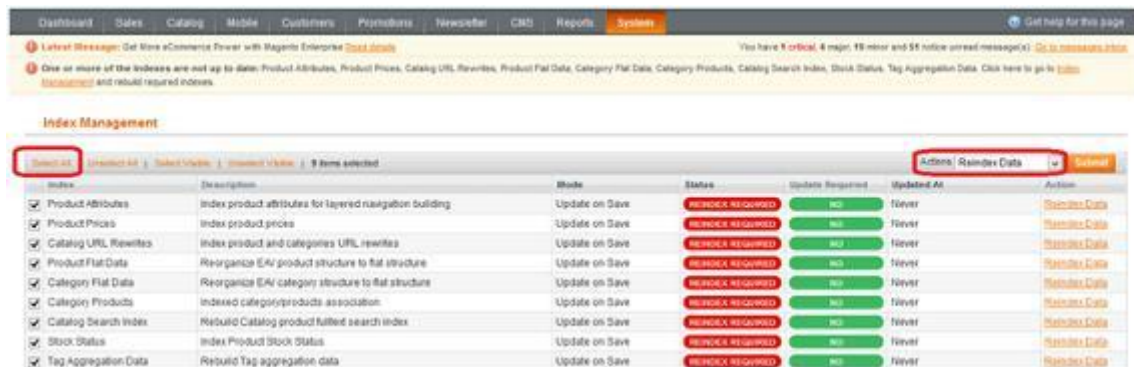 Dashboard Sales Catalog Mobile Customers Promotions Newsletter CMS Reports System Get help for this page
Latest Message: Get More eCommerce Power with Magento Enterprise Read details You have 1 critical, 4 major, 15 minor and 51 notice unread message(s). Go to messages inbox
One or more of the Indexes are not up to date: Product Attributes, Product Prices, Catalog URL Rewrites, Product Flat Data, Category Flat Data, Category Products, Catalog Search Index, Stock Status, Tag Aggregation Data. Click here to go to Index
Management and rebuild required indexes.
Index Management
Select All | Unselect All | Select Visible | Unselect Visible | 9 items selected Actions Reindex Data Submit
Index Description Mode Status Update Required Updated At Action
Product Attributes Index product attributes for layered navigation building Update on Save REINDEX REQUIRED NO Never Reindex Data
Product Prices Index product prices Update on Save REINDEX REQUIRED NO Never Reindex Data
Catalog URL Rewrites Index product and categories URL rewrites Update on Save REINDEX REQUIRED NO Never Reindex Data
Product Flat Data Reorganize EAV product structure to flat structure Update on Save REINDEX REQUIRED NO Never Reindex Data
Category Flat Data Reorganize EAV category structure to flat structure Update on Save REINDEX REQUIRED NO Never Reindex Data
Category Products Indexed category/products association Update on Save REINDEX REQUIRED NO Never Reindex Data
Catalog Search Index Rebuild Catalog product fulltext search index Update on Save REINDEX REQUIRED NO Never Reindex Data
Stock Status Index Product Stock Status Update on Save REINDEX REQUIRED NO Never Reindex Data
Tag Aggregation Data Rebuild Tag aggregation data Update on Save REINDEX REQUIRED NO Never Reindex Data